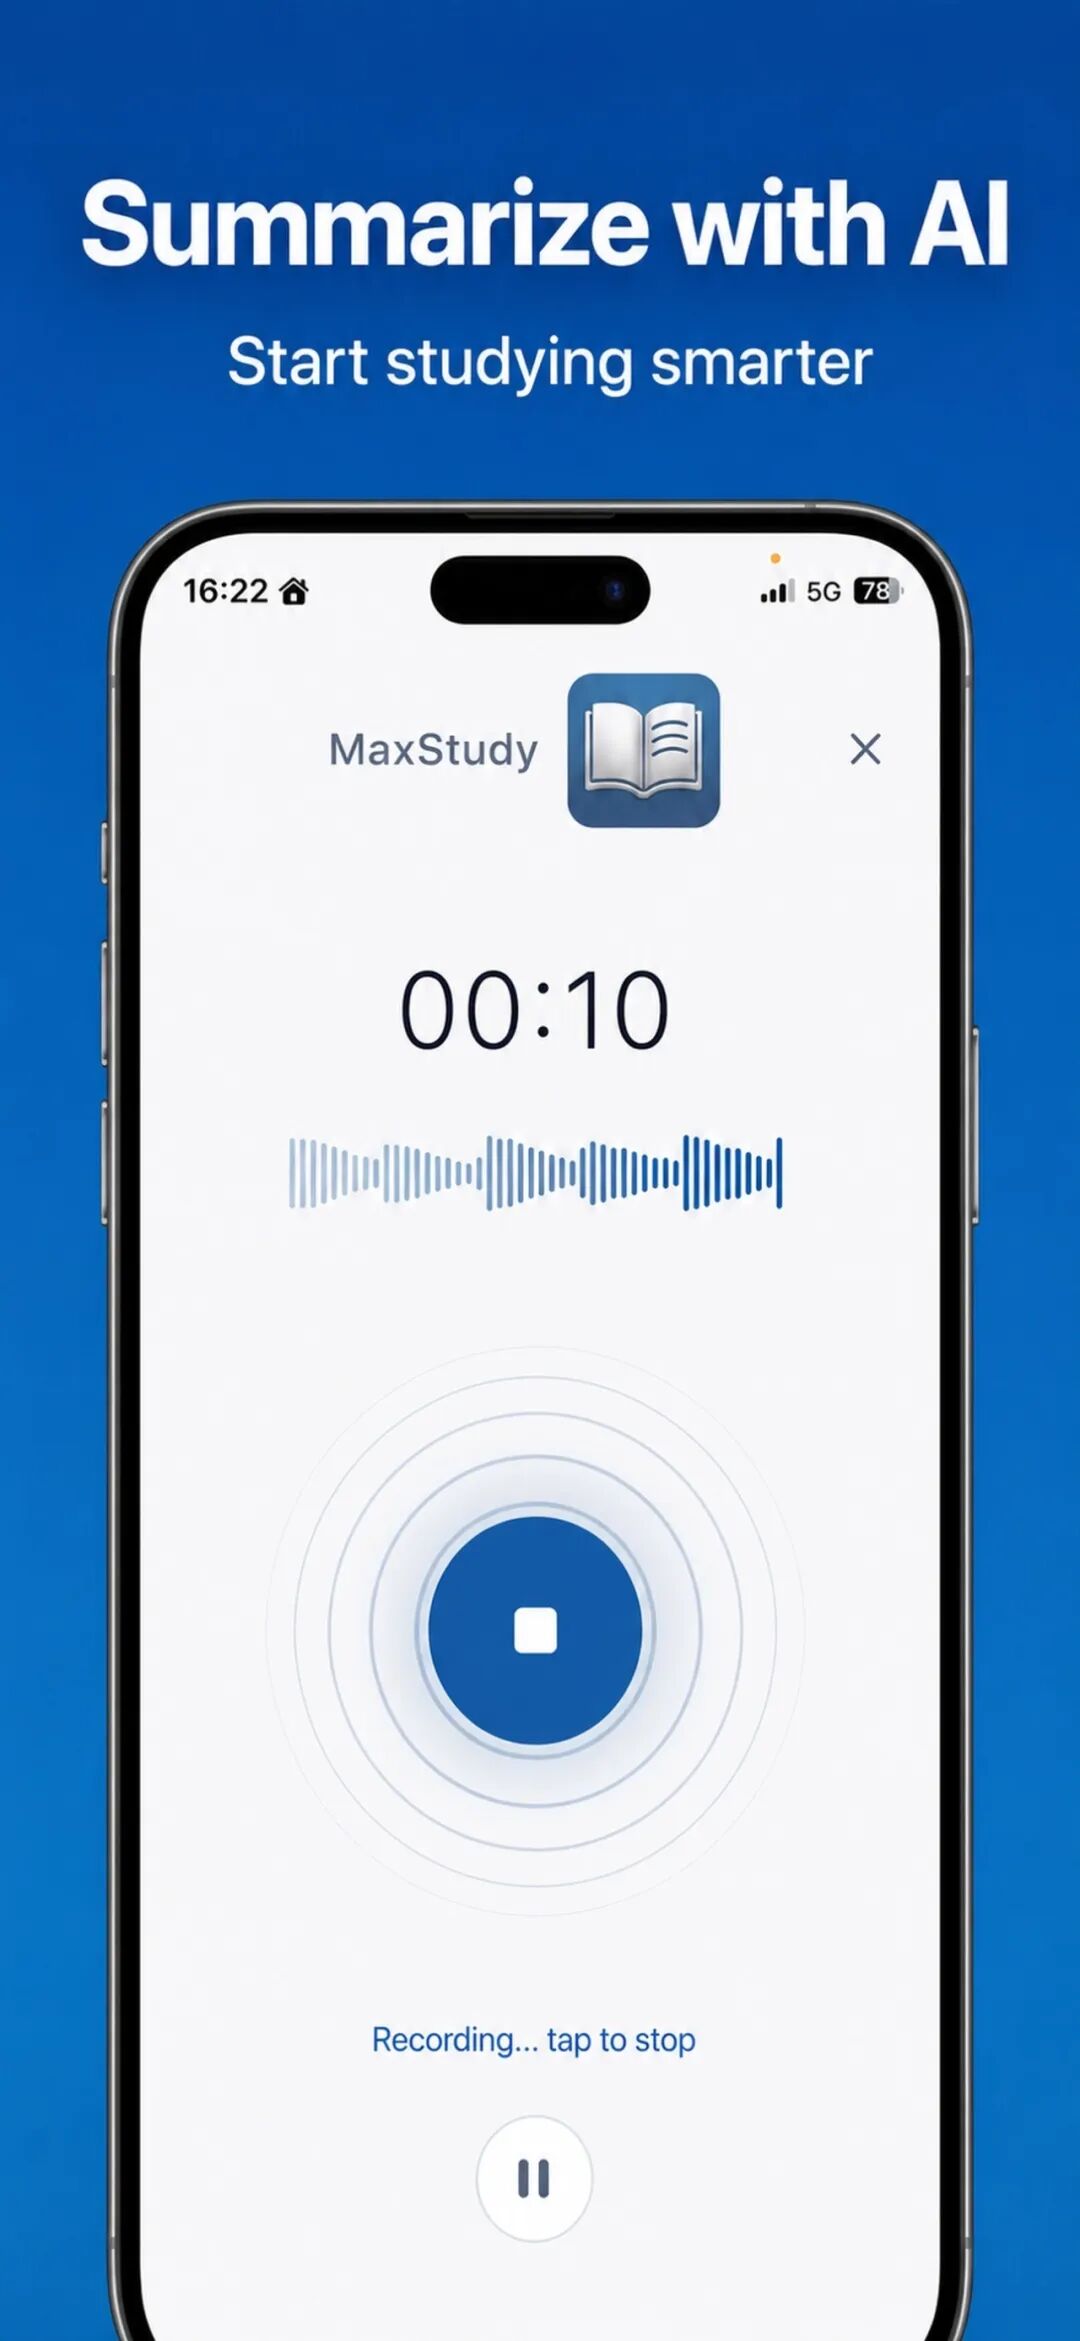 Summarize with AI
Start studying smarter
16:22
5G 78
MaxStudy
00:10
Recording... tap to stop